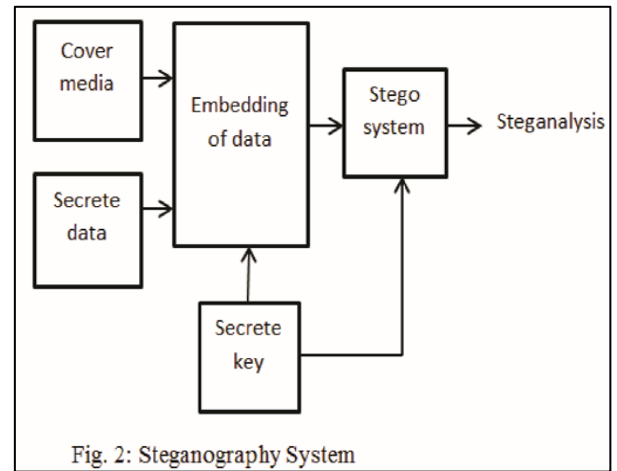 Cover
media
Embedding
of data
Stego
system
Steganalysis
Secrete
data
Secrete
key
Fig. 2: Steganography System